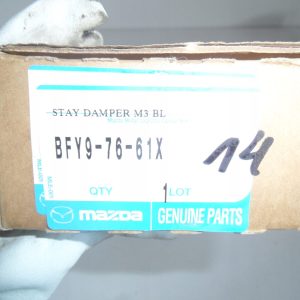 STAY DAMPER M3 BL
BFY9-76-61X
14
QTY 1 LOT
mazda GENUINE PARTS